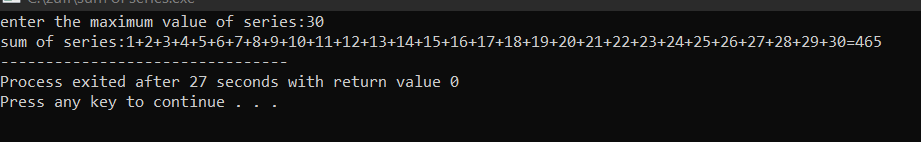 enter the maximum value of series:30
sum of series:1+2+3+4+5+6+7+8+9+10+11+12+13+14+15+16+17+18+19+20+21+22+23+24+25+26+27+28+29+30=465
--------------------------------
Process exited after 27 seconds with return value 0
Press any key to continue . . .